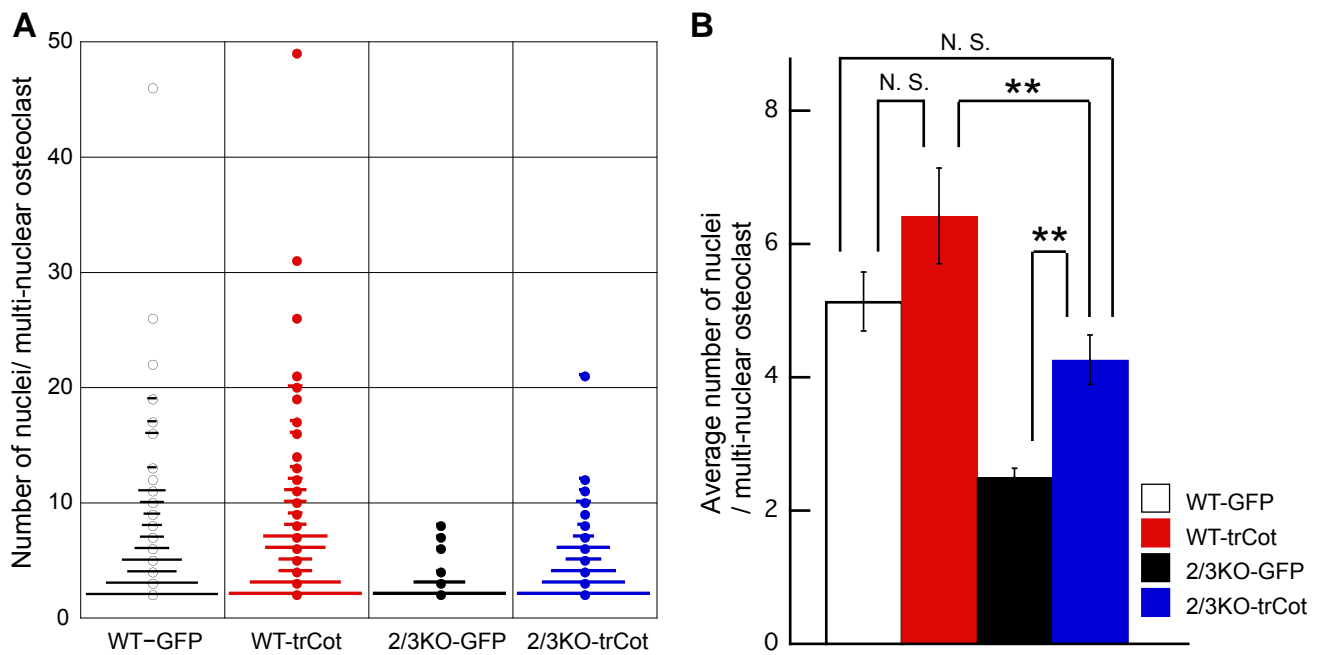 A
Number of nuclei/ multi-nuclear osteoclast
50
40
30
20
10
0
WT−GFP
WT-trCot
2/3KO-GFP
2/3KO-trCot
B
Average number of nuclei
/ multi-nuclear osteoclast
8
6
4
2
0
N. S.
N. S.
**
**
WT-GFP
WT-trCot
2/3KO-GFP
2/3KO-trCot